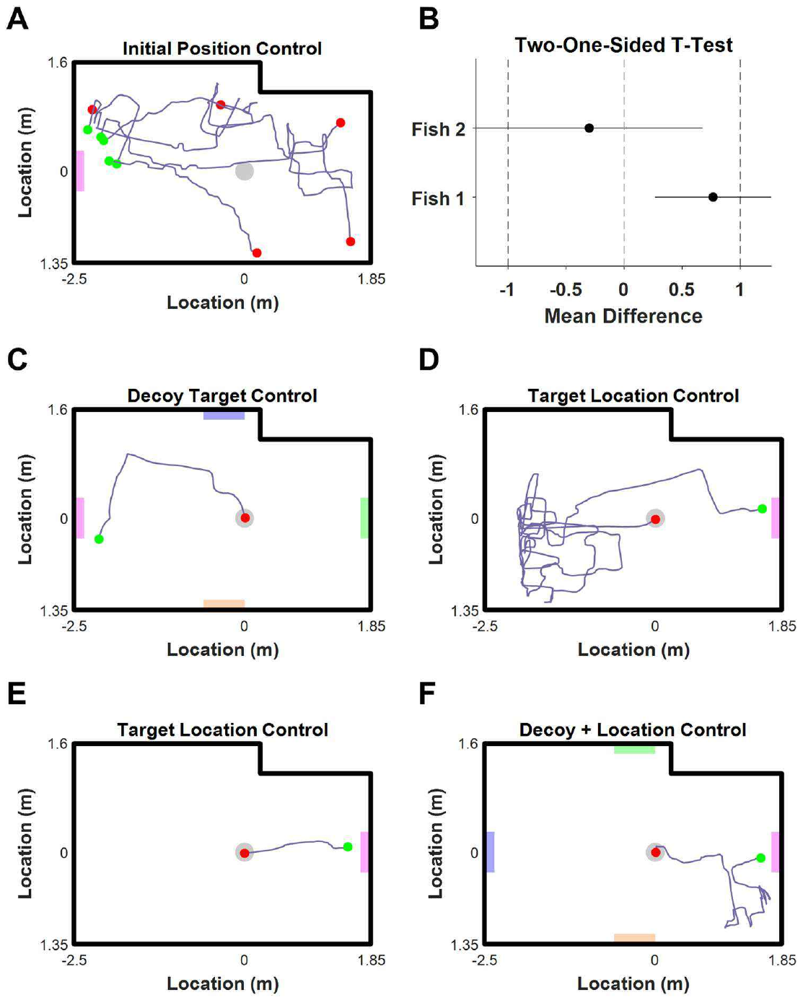 A
Initial Position Control
1.6
0
1.35
-2.5
0
1.85
Location (m)
Location (m)
B
Two-One-Sided T-Test
Fish 2
Fish 1
-1
-0.5
0
0.5
1
Mean Difference
C
Decoy Target Control
1.6
0
1.35
-2.5
0
1.85
Location (m)
Location (m)
D
Target Location Control
1.6
0
1.35
-2.5
0
1.85
Location (m)
Location (m)
E
Target Location Control
1.6
0
1.35
-2.5
0
1.85
Location (m)
Location (m)
F
Decoy + Location Control
1.6
0
1.35
-2.5
0
1.85
Location (m)
Location (m)